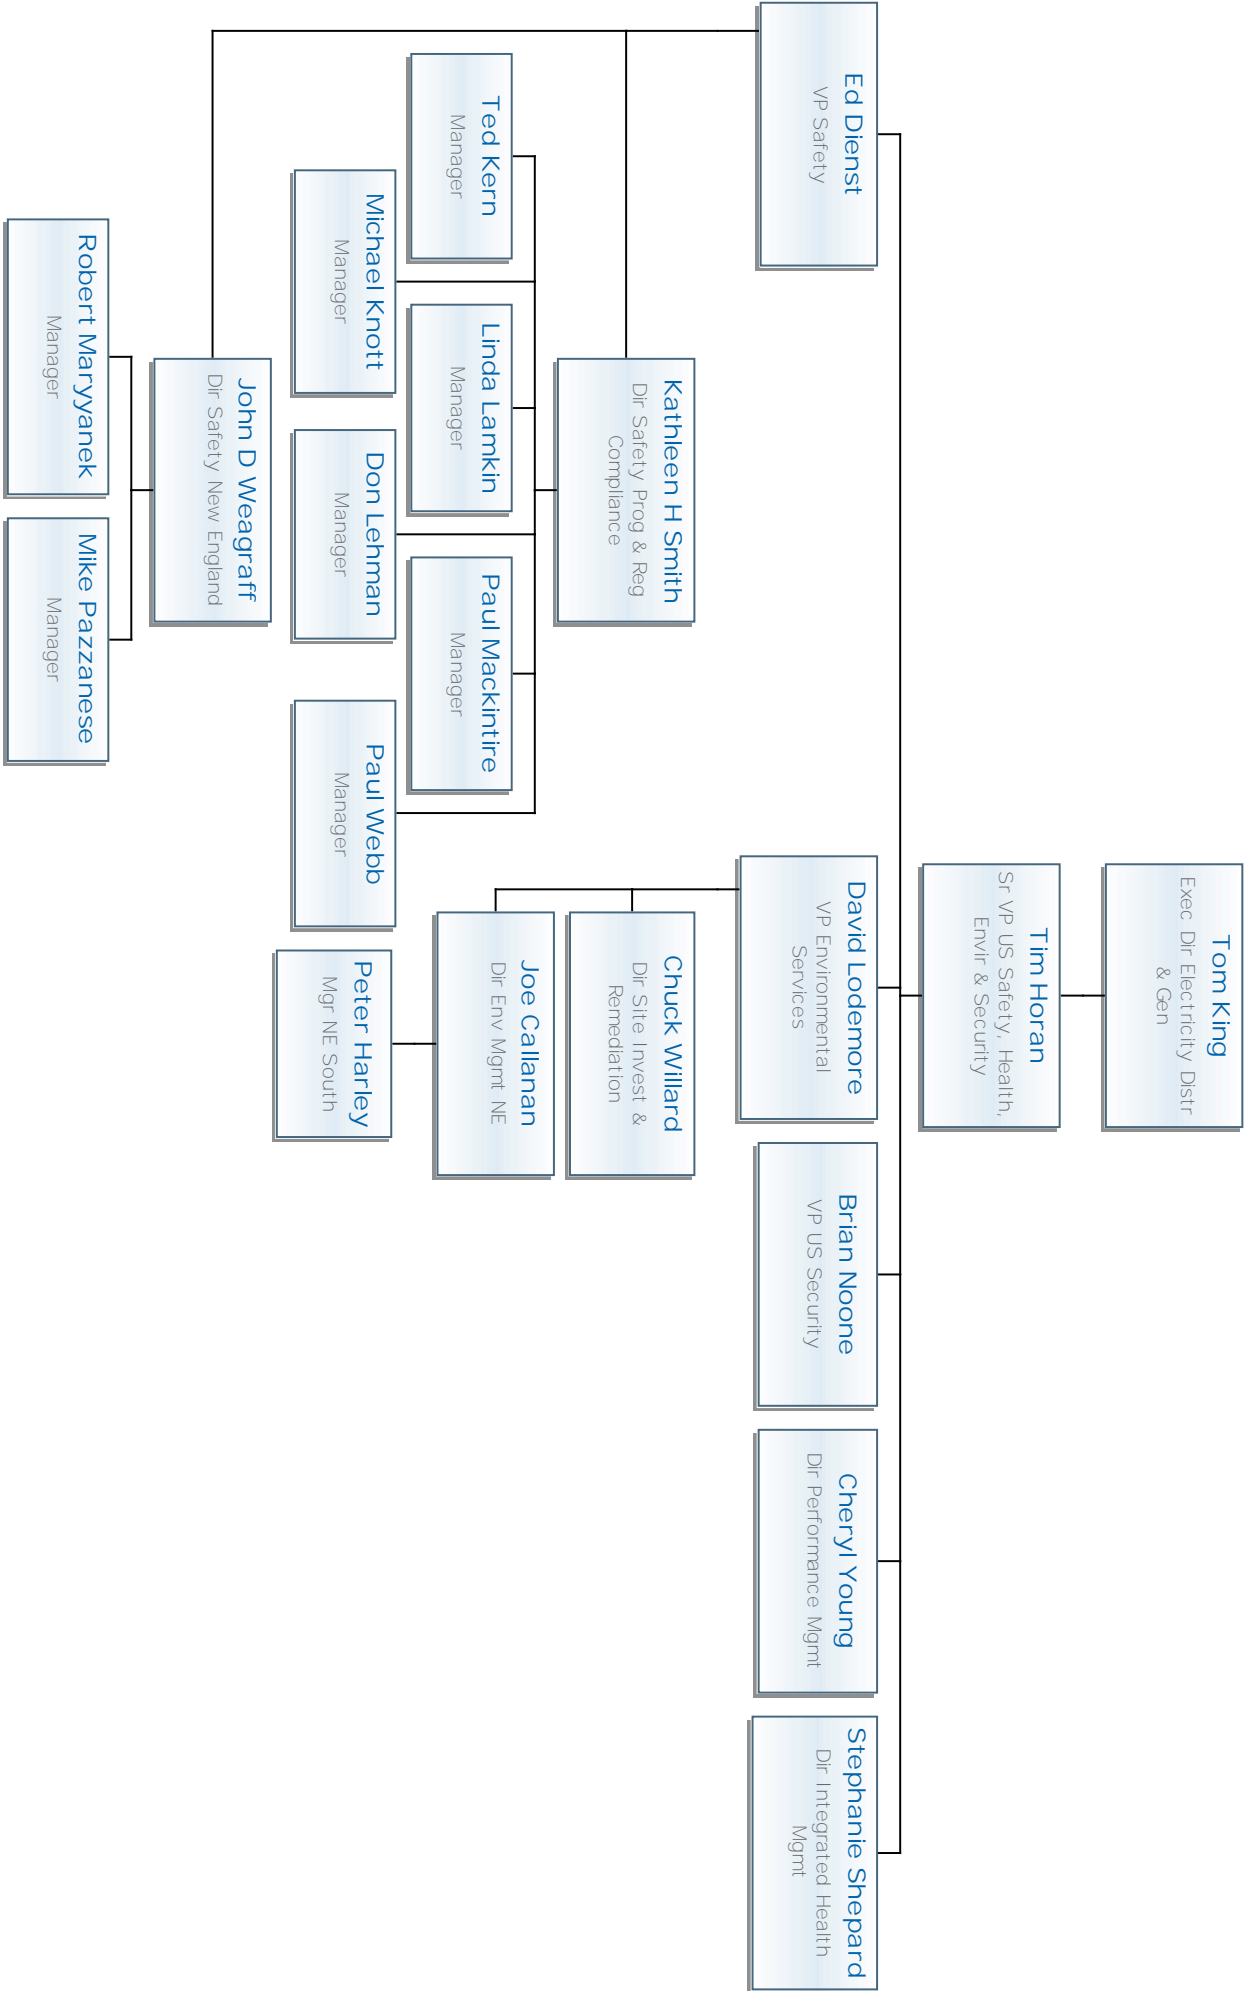 Tom King
Exec Dir Electricity Distr
& Gen
Tim Horan
Sr VP US Safety, Health,
Envir & Security
Ed Dienst
VP Safety
David Lodemore
VP Environmental
Services
Brian Noone
VP US Security
Cheryl Young
Dir Performance Mgmt
Stephanie Shepard
Dir Integrated Health
Mgmt
Kathleen H Smith
Dir Safety Prog & Reg
Compliance
Chuck Willard
Dir Site Invest &
Remediation
Ted Kern
Manager
Linda Lamkin
Manager
Paul Mackintire
Manager
Joe Callanan
Dir Env Mgmt NE
Michael Knott
Manager
Don Lehman
Manager
Paul Webb
Manager
Peter Harley
Mgr NE South
John D Weagraff
Dir Safety New England
Robert Maryyanek
Manager
Mike Pazzanese
Manager